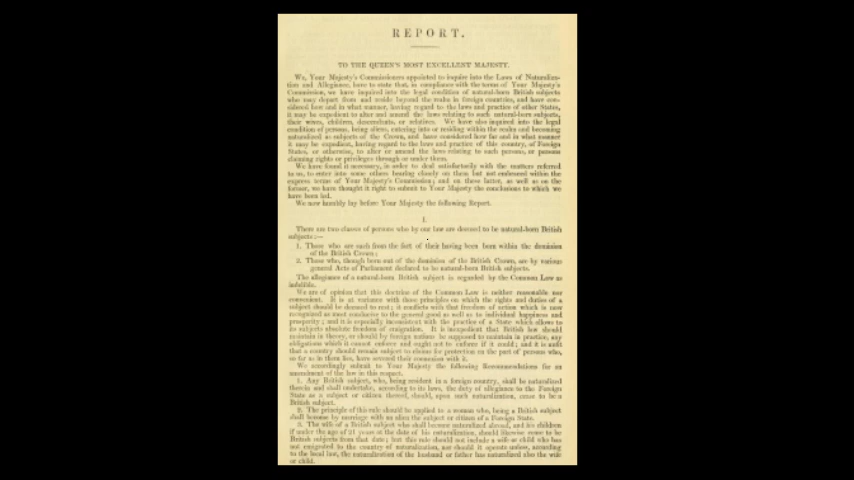 REPORT.
TO THE QUEEN'S MOST EXCELLENT MAJESTY.
We, Your Majesty's Commissioners appointed to inquire into the Laws of Naturaliza-
tion and Allegiance, have to state that, in compliance with the terms of Your Majesty's
Commission, we have inquired into the legal condition of natural-born British subjects
who may depart from and reside beyond the realm in foreign countries, and have con-
sidered how and in what manner, having regard to the laws and practice of other States,
it may be expedient to alter and amend the laws relating to such natural-born subjects,
their wives, children, descendants, or relatives. We have also inquired into the legal
condition of persons, being aliens, entering into or residing within the realm and becoming
naturalized as subjects of the Crown, and have considered how far and in what manner
it may be expedient, having regard to the laws and practice of this country, of Foreign
States, or otherwise, to alter or amend the laws relating to such persons, or persons
claiming rights or privileges through or under them.
We have found it necessary, in order to deal satisfactorily with the matters referred
to us, to enter into some others bearing closely on them but not embraced within the
express terms of Your Majesty's Commission; and on these latter, as well as on the
former, we have thought it right to submit to Your Majesty the conclusions to which we
have been led.
We now humbly lay before Your Majesty the following Report.
I.
There are two classes of persons who by our law are deemed to be natural-born British
subjects:—
1. Those who are such from the fact of their having been born within the dominion
of the British Crown;
2. Those who, though born out of the dominion of the British Crown, are by various
general Acts of Parliament declared to be natural-born British subjects.
The allegiance of a natural-born British subject is regarded by the Common Law as
indelible.
We are of opinion that this doctrine of the Common Law is neither reasonable nor
convenient. It is at variance with those principles on which the rights and duties of a
subject should be deemed to rest; it conflicts with that freedom of action which is now
recognized as most conducive to the general good as well as to individual happiness and
prosperity; and it is especially inconsistent with the practice of a State which allows to
its subjects absolute freedom of emigration. It is inexpedient that British law should
maintain in theory, or should by foreign nations be supposed to maintain in practice, any
obligations which it cannot enforce and ought not to enforce if it could; and it is unfit
that a country should remain subject to claims for protection on the part of persons who,
so far as in them lies, have severed their connexion with it.
We accordingly submit to Your Majesty the following Recommendations for an
amendment of the law in this respect.
1. Any British subject, who, being resident in a foreign country, shall be naturalized
therein and shall undertake, according to its laws, the duty of allegiance to the Foreign
State as a subject or citizen thereof, should, upon such naturalization, cease to be a
British subject.
2. The principle of this rule should be applied to a woman who, being a British subject
shall become by marriage with an alien the subject or citizen of a Foreign State.
3. The wife of a British subject who shall become naturalized abroad, and his children
if under the age of 21 years at the date of his naturalization, should likewise cease to be
British subjects from that date; but this rule should not include a wife or child who has
not emigrated to the country of naturalization, nor should it operate unless, according
to the local law, the naturalization of the husband or father has naturalized also the wife
or child.